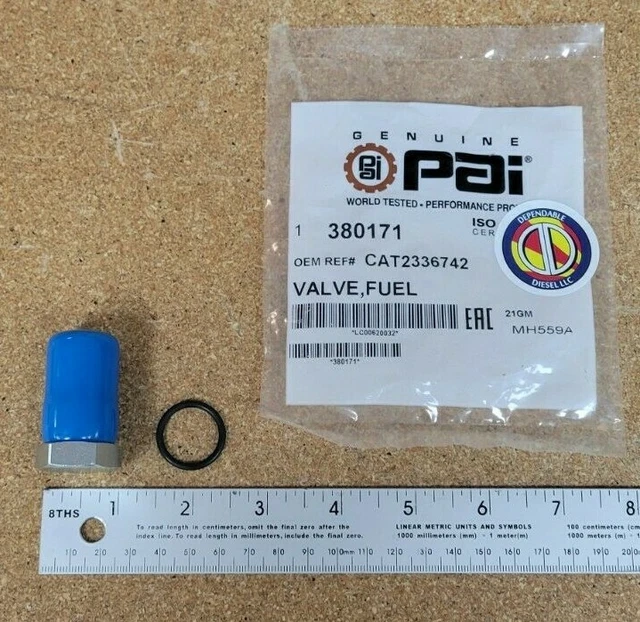 GENUINE
pai
PAI®
WORLD TESTED • PERFORMANCE
1 380171
ISO
CER
OEM REF# CAT2336742
VALVE,FUEL
*LC00620032*
EAC
21GM
MH559A
*380171*
DEPENDABLE
DD
DIESEL LLC
8THS 1 2 3 4 5 6 7 8
To read length in centimeters, omit the final zero after the
index line. To read length in millimeters, include the final zero.
LINEAR METRIC UNITS AND SYMBOLS
1000 millimeters (mm) - 1 meter(m)
100 centimeters (cm
1000 meters (m) -
10 20 30 40 50 60 70 80 90 100mm 110 120 130 140 150 160 170 180 190 200